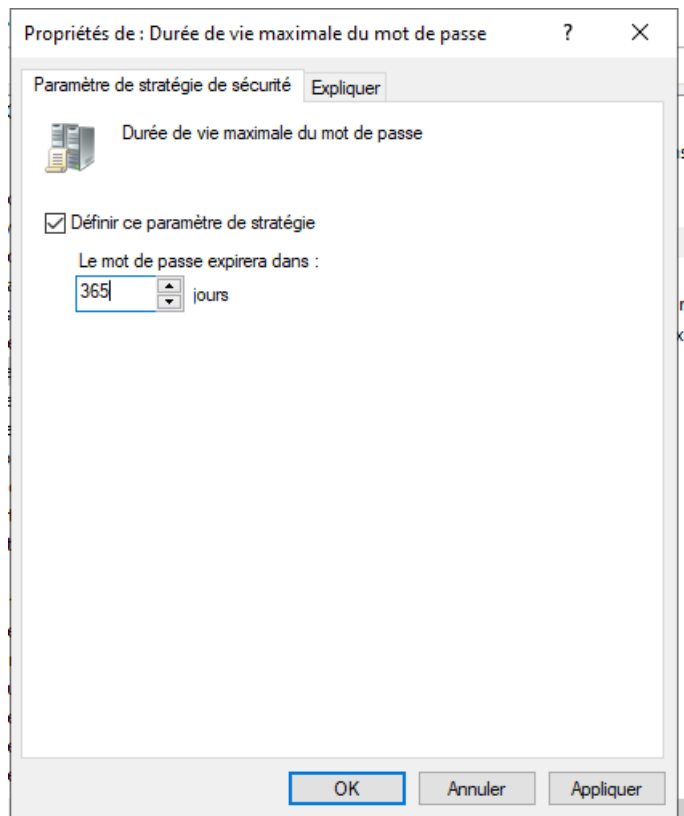 Propriétés de : Durée de vie maximale du mot de passe ? ×
Paramètre de stratégie de sécurité Expliquer
Durée de vie maximale du mot de passe
Définir ce paramètre de stratégie
Le mot de passe expirera dans :
365 jours
OK Annuler Appliquer